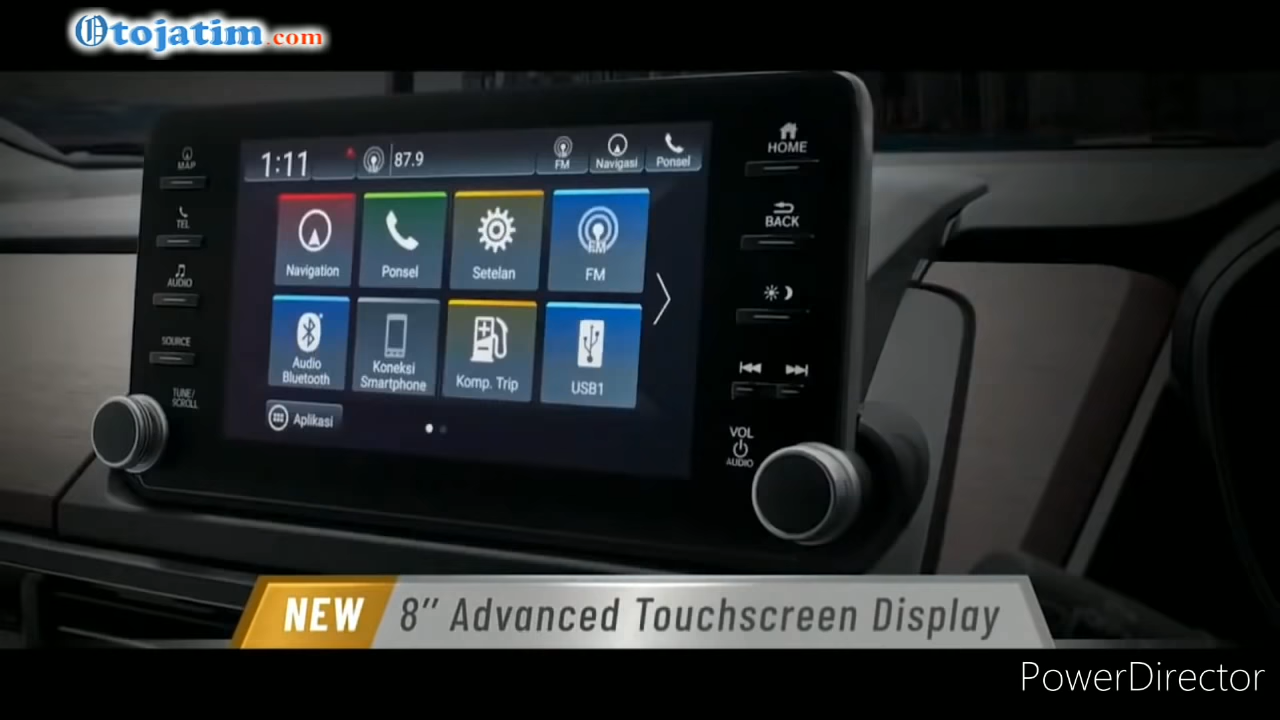 Otojatim.com
MAP
TEL
AUDIO
SOURCE
TUNE/
SCROLL
1:11
87.9
FM
Navigasi
Ponsel
Navigation
Ponsel
Setelan
FM
Audio
Bluetooth
Koneksi
Smartphone
Komp. Trip
USB1
Aplikasi
HOME
BACK
VOL
AUDIO
NEW 8" Advanced Touchscreen Display
PowerDirector